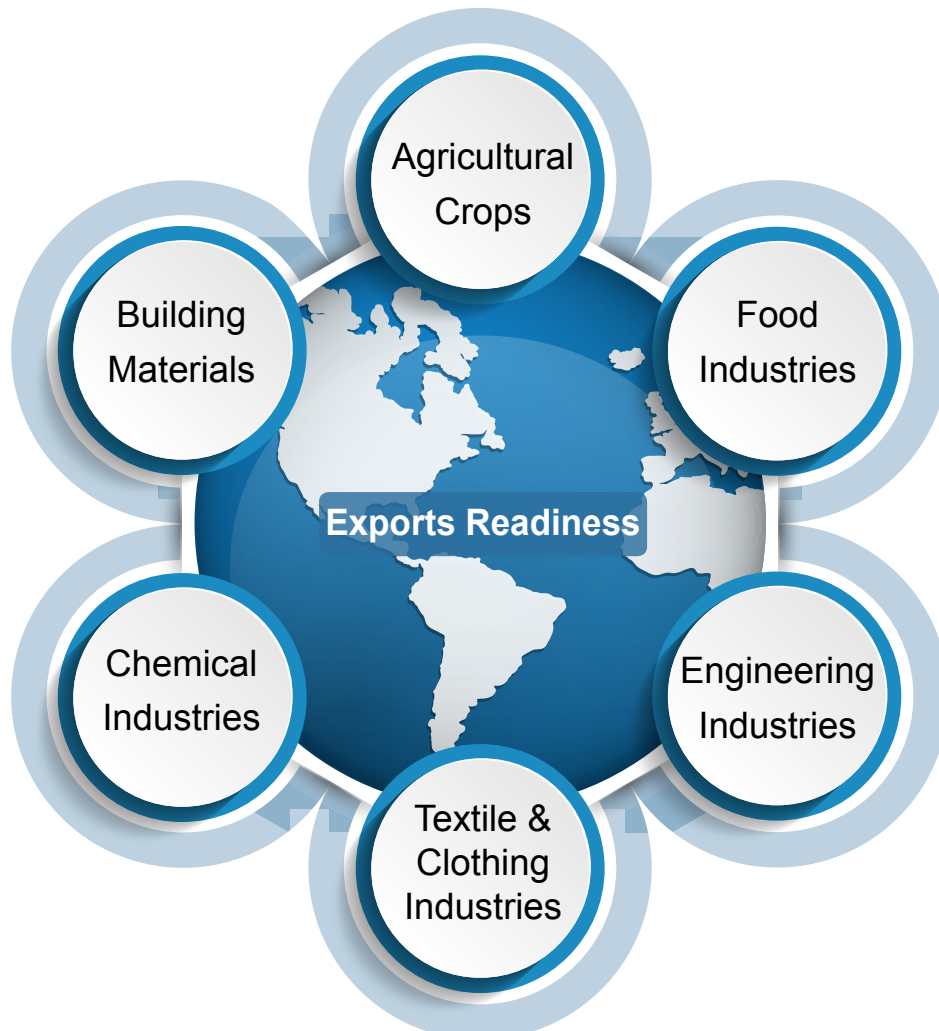 Agricultural
Crops
Building
Materials
Food
Industries
Exports Readiness
Chemical
Industries
Engineering
Industries
Textile &
Clothing
Industries